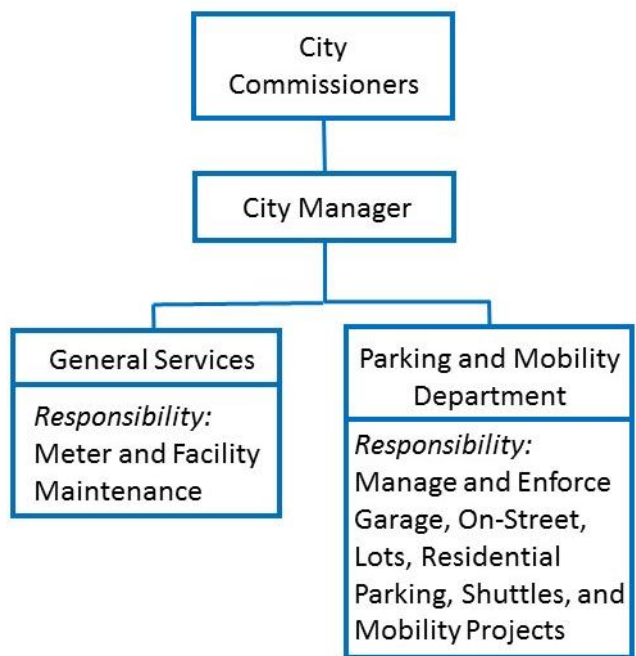 City
Commissioners
City Manager
General Services
Responsibility:
Meter and Facility
Maintenance
Parking and Mobility
Department
Responsibility:
Manage and Enforce
Garage, On-Street,
Lots, Residential
Parking, Shuttles, and
Mobility Projects